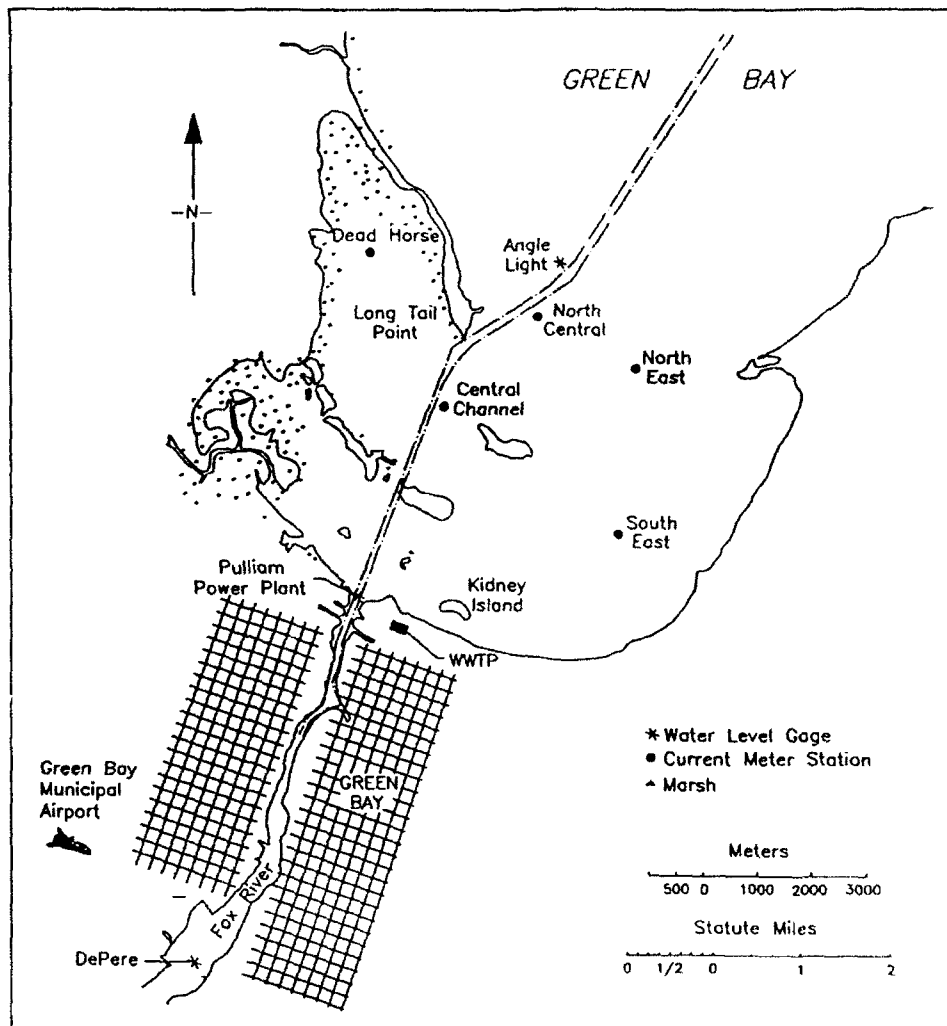 GREEN BAY
-N-
Dead Horse
Angle
Light
Long Tail
Point
North
Central
North
East
Central
Channel
South
East
Pulliam
Power Plant
Kidney
Island
WWTP
Green Bay
Municipal
Airport
GREEN
BAY
Fox River
DePere
Water Level Gage
Current Meter Station
Marsh
Meters
500 0 1000 2000 3000
Statute Miles
0 1/2 0 1 2